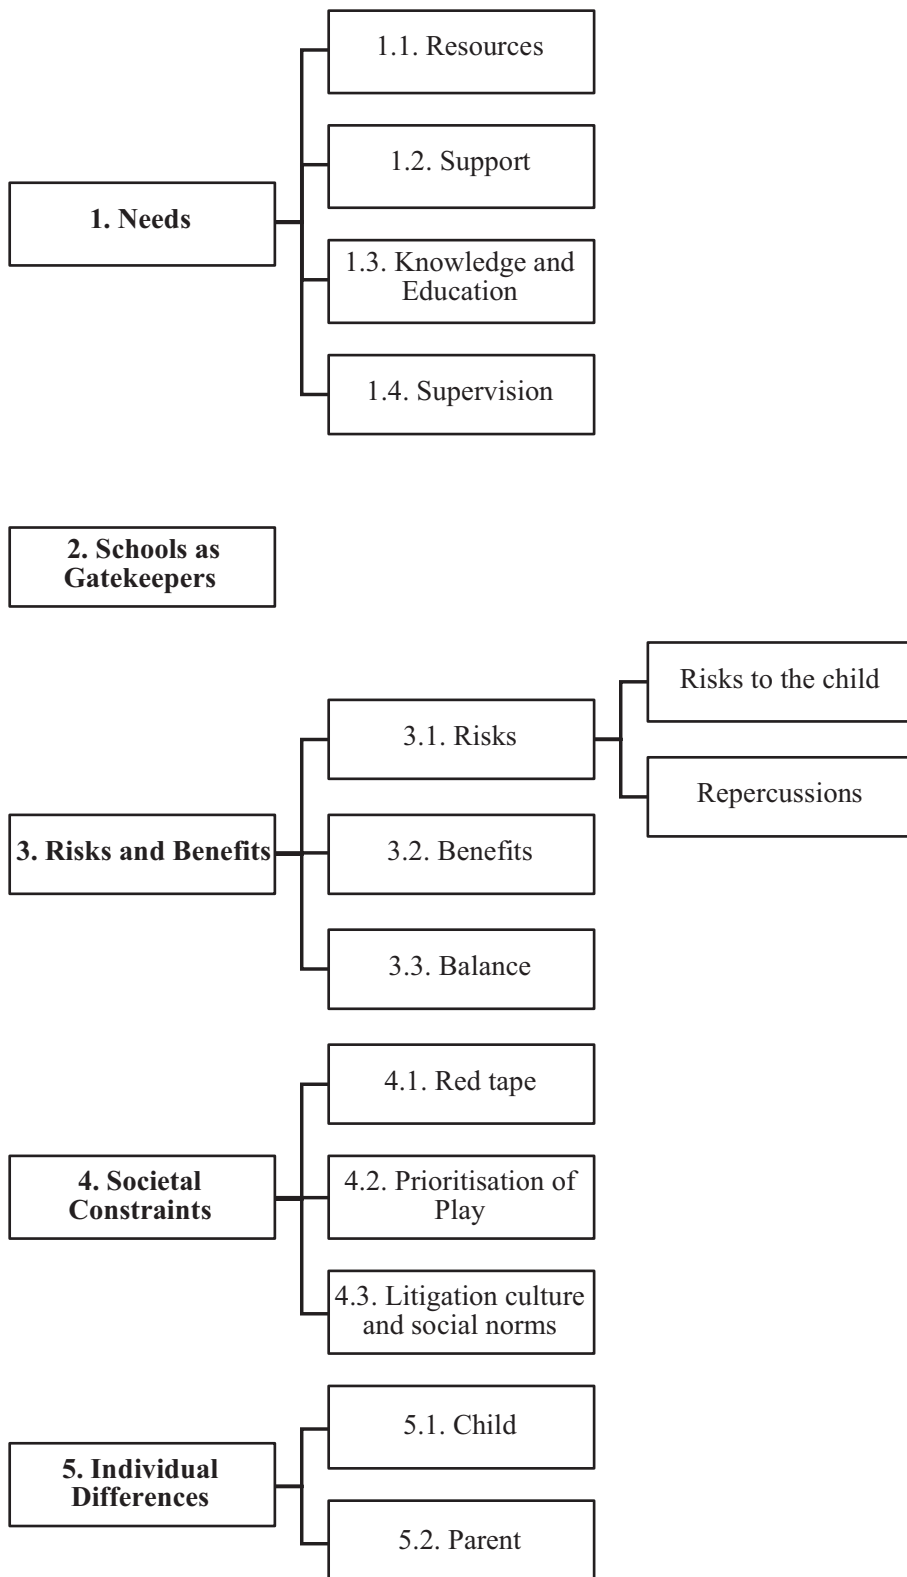 1. Needs
1.1. Resources
1.2. Support
1.3. Knowledge and
Education
1.4. Supervision
2. Schools as
Gatekeepers
3. Risks and Benefits
3.1. Risks
Risks to the child
Repercussions
3.2. Benefits
3.3. Balance
4. Societal
Constraints
4.1. Red tape
4.2. Prioritisation of
Play
4.3. Litigation culture
and social norms
5. Individual
Differences
5.1. Child
5.2. Parent